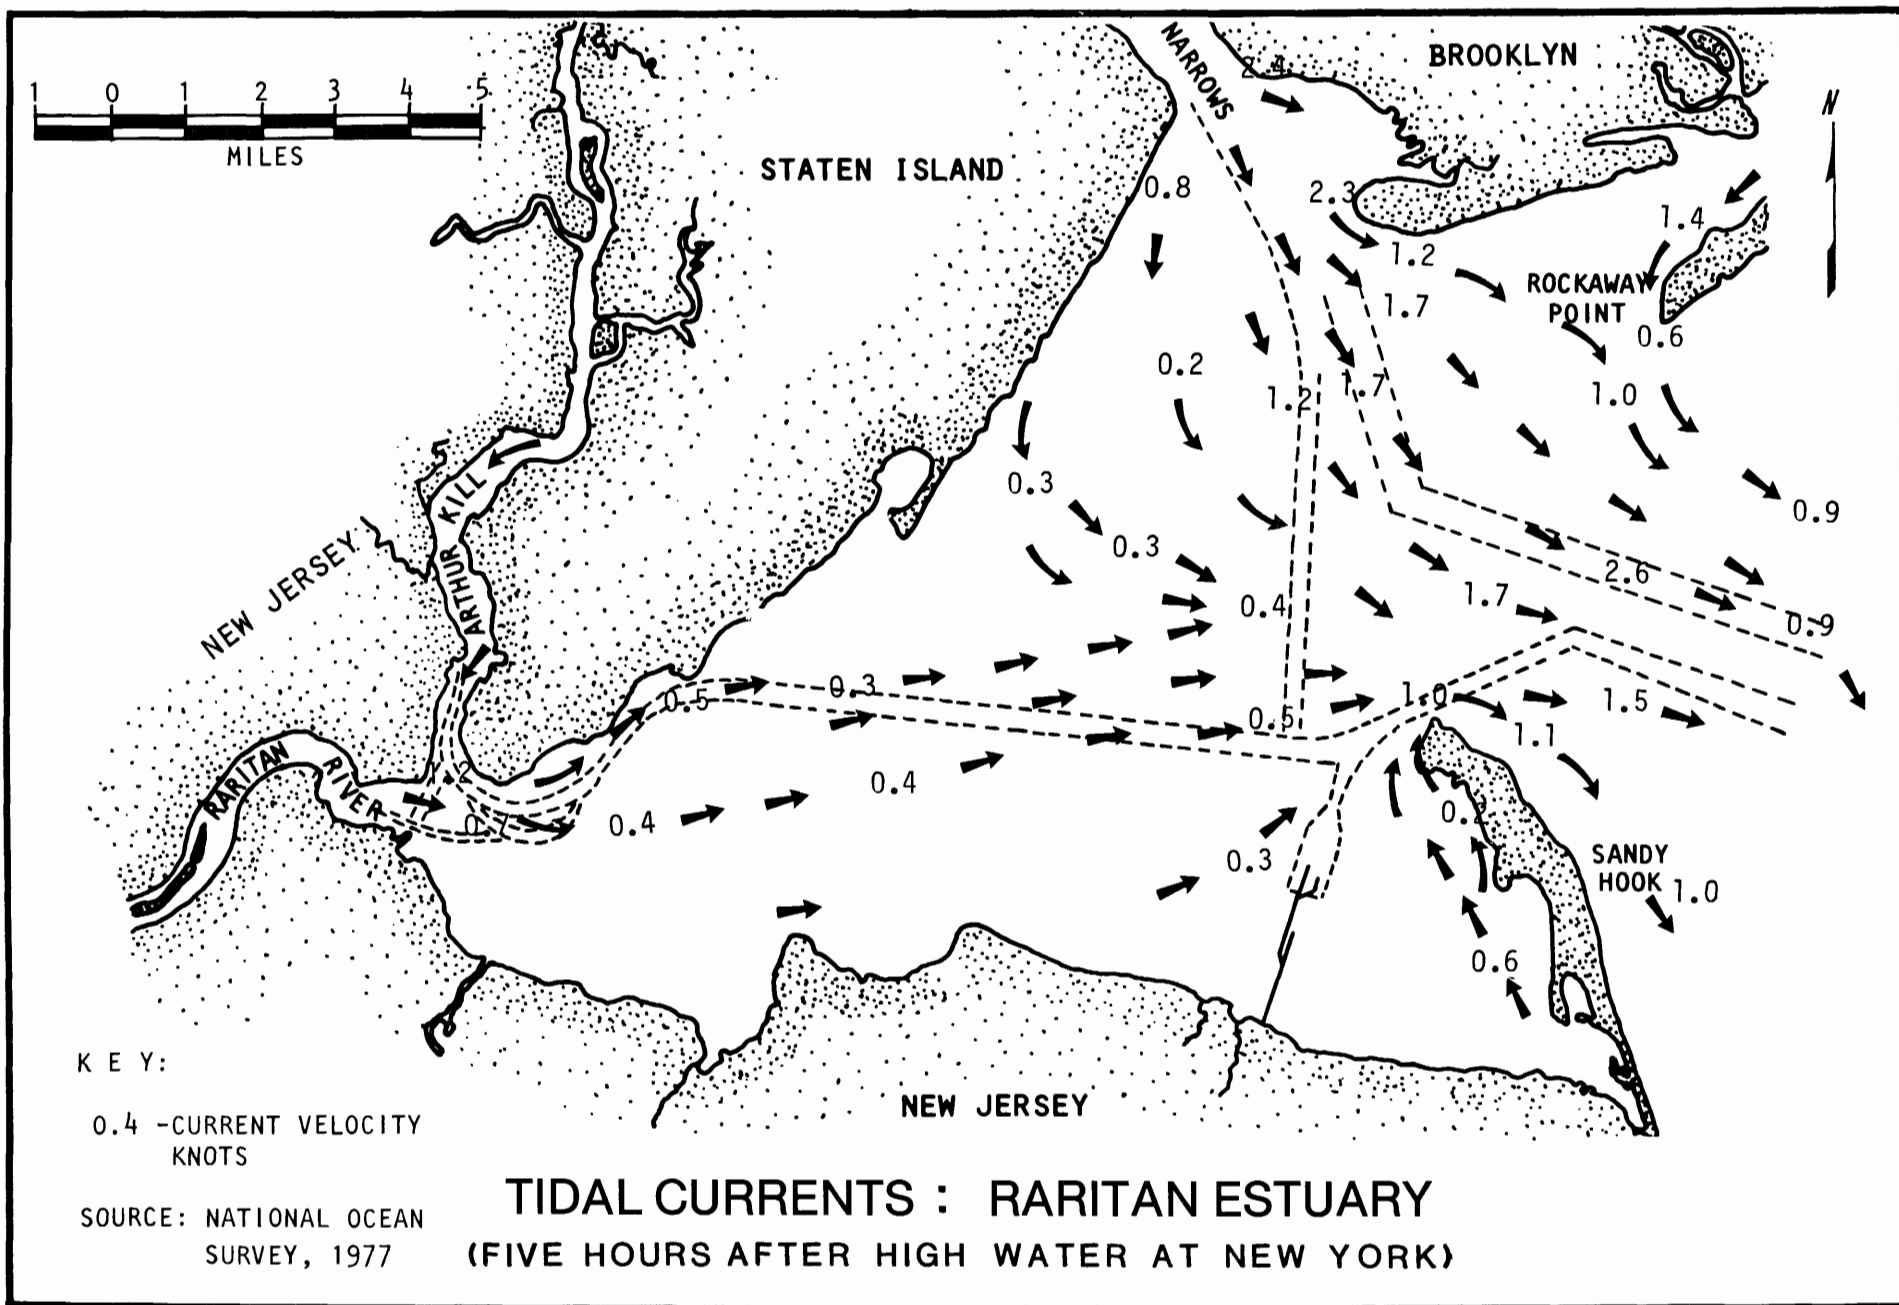 NARROWS
BROOKLYN
N
1 0 1 2 3 4 5
MILES
2.4
STATEN ISLAND
0.8
2.3
1.4
1.2
ROCKAWAY
POINT
1.7
0.6
0.2
1.2
1.7
1.0
0.3
0.9
ARTHUR KILL
0.3
NEW JERSEY
2.6
0.4
1.7
0.9
0.5
0.3
0.5
1.0
1.5
1.1
RARITAN RIVER
0.4
0.4
0.3
SANDY
HOOK
1.0
0.6
K E Y:
0.4 -CURRENT VELOCITY
KNOTS
NEW JERSEY
SOURCE: NATIONAL OCEAN
SURVEY, 1977
TIDAL CURRENTS : RARITAN ESTUARY
(FIVE HOURS AFTER HIGH WATER AT NEW YORK)